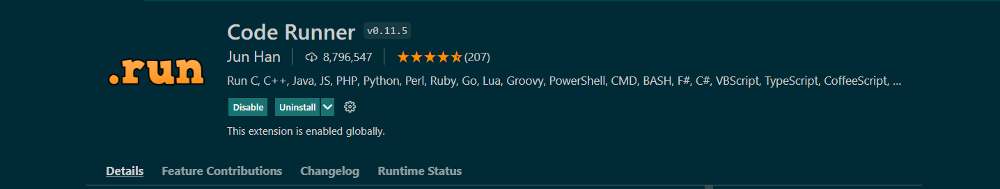 .run
Code Runner v0.11.5
Jun Han 8,796,547 (207)
Run C, C++, Java, JS, PHP, Python, Perl, Ruby, Go, Lua, Groovy, PowerShell, CMD, BASH, F#, C#, VBScript, TypeScript, CoffeeScript, ...
Disable Uninstall
This extension is enabled globally.
Details Feature Contributions Changelog Runtime Status